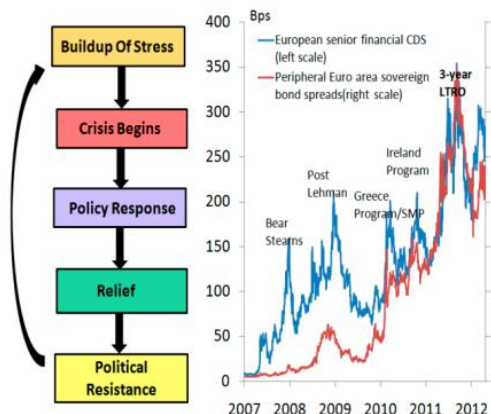 Buildup Of Stress
Crisis Begins
Policy Response
Relief
Political
Resistance
Bps
400
350
300
250
200
150
100
50
0
European senior financial CDS
(left scale)
Peripheral Euro area sovereign
bond spreads(right scale)
3-year
LTRO
Ireland
Program
Post
Lehman
Greece
Program/SMP
Bear
Stearns
2007 2008 2009 2010 2011 2012